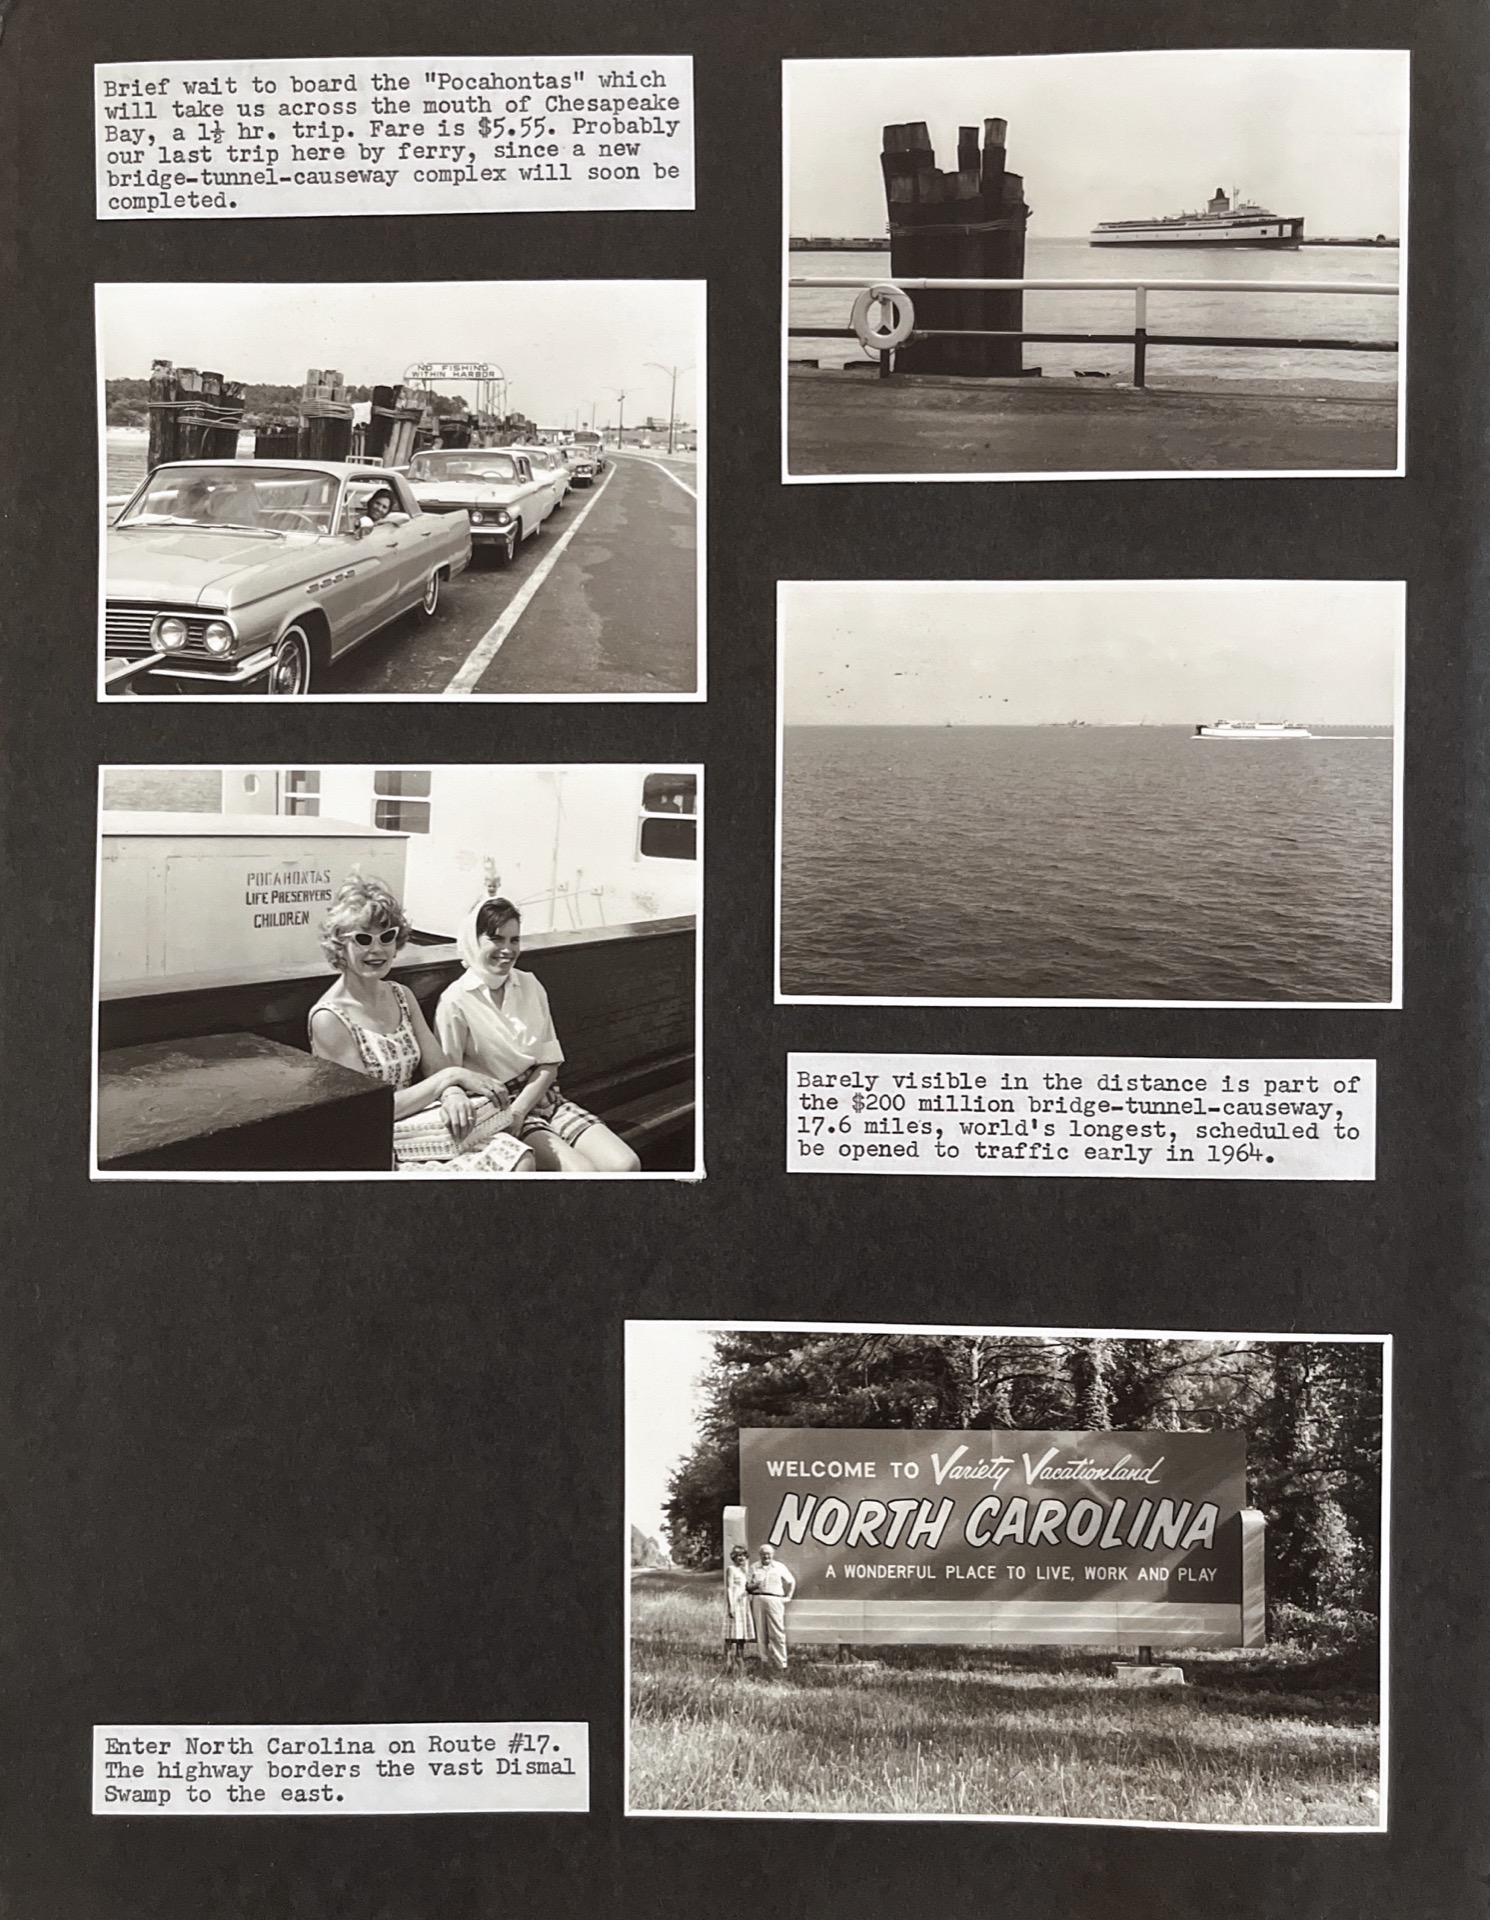 Brief wait to board the "Pocahontas" which
will take us across the mouth of Chesapeake
Bay, a 1½ hr. trip. Fare is $5.55. Probably
our last trip here by ferry, since a new
bridge-tunnel-causeway complex will soon be
completed.
NO FISHING
WITHIN HARBOR
POCAHONTAS
LIFE PRESERVERS
CHILDREN
Barely visible in the distance is part of
the $200 million bridge-tunnel-causeway,
17.6 miles, world's longest, scheduled to
be opened to traffic early in 1964.
WELCOME TO Variety Vacationland
NORTH CAROLINA
A WONDERFUL PLACE TO LIVE, WORK AND PLAY
Enter North Carolina on Route #17.
The highway borders the vast Dismal
Swamp to the east.